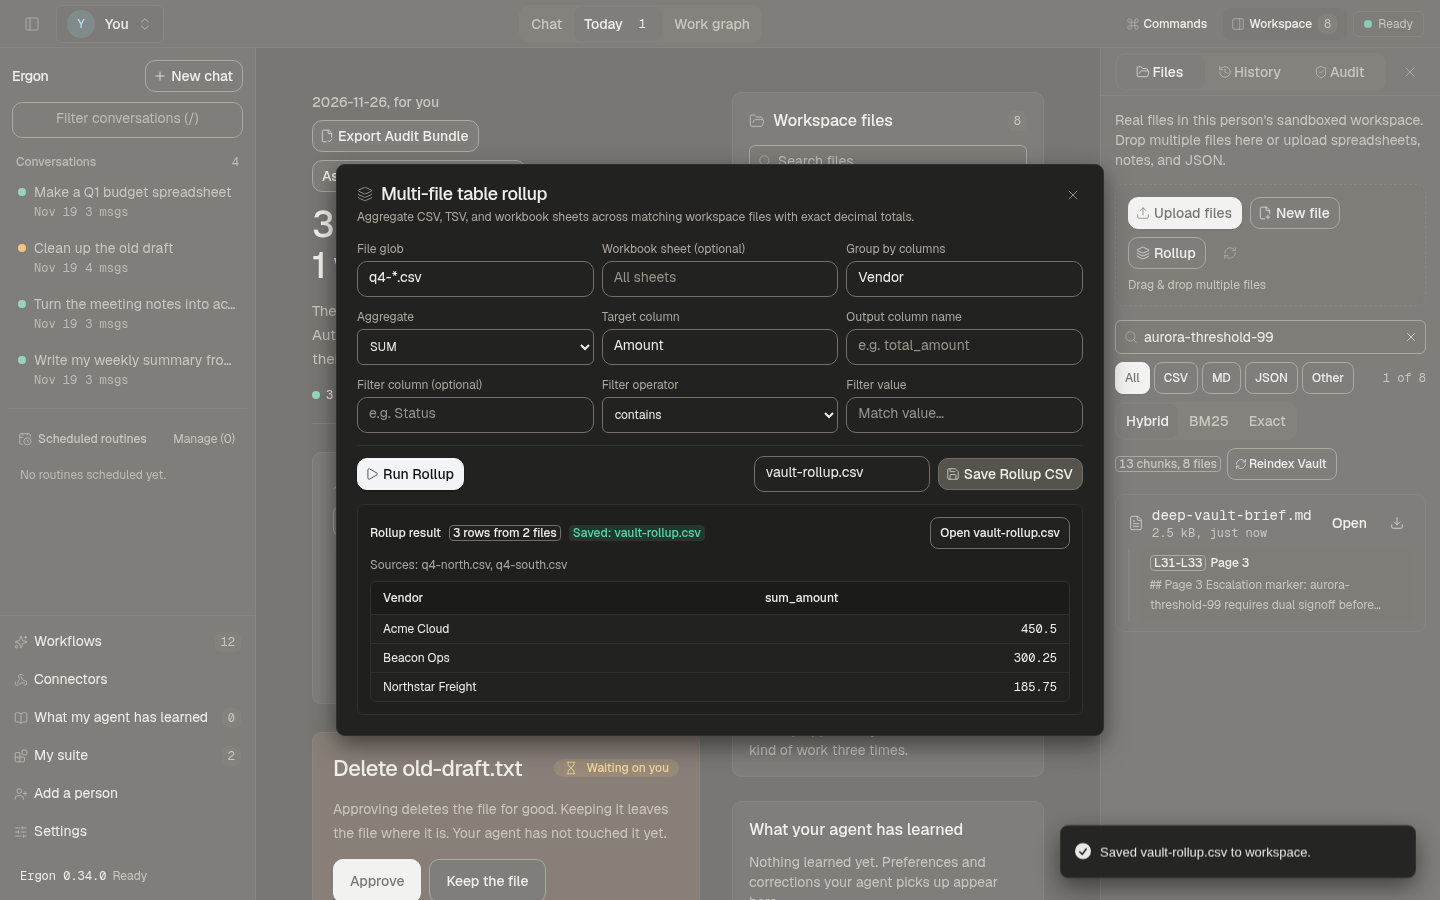 Y You
Chat
Today 1
Work graph
Commands
Workspace 8
Ready
Ergon
New chat
Filter conversations (/)
Conversations 4
Make a Q1 budget spreadsheet
Nov 19 3 msgs
Clean up the old draft
Nov 19 4 msgs
Turn the meeting notes into ac...
Nov 19 3 msgs
Write my weekly summary fro...
Nov 19 3 msgs
Scheduled routines Manage (0)
No routines scheduled yet.
Workflows 12
Connectors
What my agent has learned 0
My suite 2
Add a person
Settings
Ergon 0.34.0 Ready
2026-11-26, for you
Export Audit Bundle
As
3
1
The
Aut
the
3
Workspace files 8
Search files
Multi-file table rollup
Aggregate CSV, TSV, and workbook sheets across matching workspace files with exact decimal totals.
File glob
Workbook sheet (optional)
Group by columns
q4-*.csv
All sheets
Vendor
Aggregate
Target column
Output column name
SUM
Amount
e.g. total_amount
Filter column (optional)
Filter operator
Filter value
e.g. Status
contains
Match value...
Run Rollup
vault-rollup.csv
Save Rollup CSV
Rollup result 3 rows from 2 files Saved: vault-rollup.csv
Open vault-rollup.csv
Sources: q4-north.csv, q4-south.csv
Vendor sum_amount
Acme Cloud 450.5
Beacon Ops 300.25
Northstar Freight 185.75
Delete old-draft.txt
Waiting on you
Approving deletes the file for good. Keeping it leaves
the file where it is. Your agent has not touched it yet.
Approve
Keep the file
kind of work three times.
What your agent has learned
Nothing learned yet. Preferences and
corrections your agent picks up appear
Files
History
Audit
Real files in this person's sandboxed workspace.
Drop multiple files here or upload spreadsheets,
notes, and JSON.
Upload files
New file
Rollup
Drag & drop multiple files
aurora-threshold-99
All
CSV
MD
JSON
Other
1 of 8
Hybrid
BM25
Exact
13 chunks, 8 files
Reindex Vault
deep-vault-brief.md
2.5 kB, just now
Open
L31-L33 Page 3
## Page 3 Escalation marker: aurora-
threshold-99 requires dual signoff before...
Saved vault-rollup.csv to workspace.